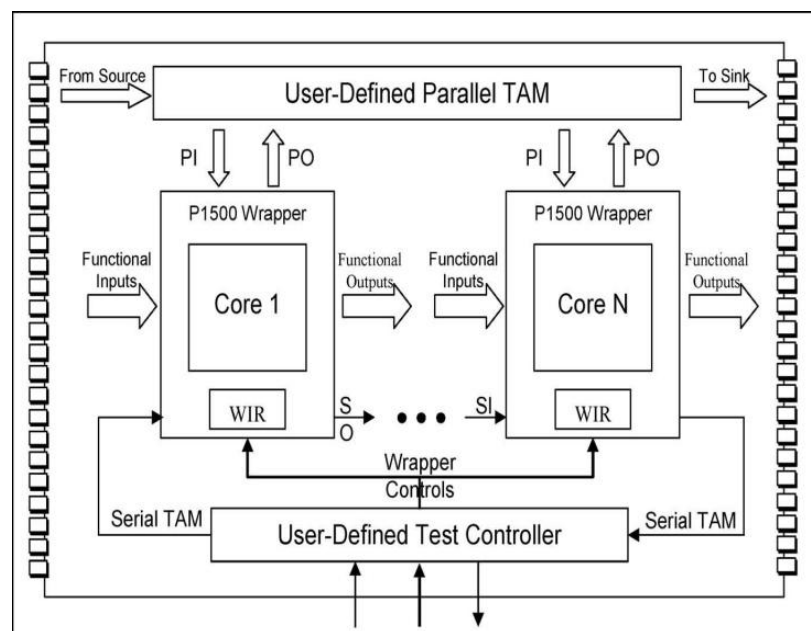 From Source
User-Defined Parallel TAM
To Sink
PI
PO
PI
PO
P1500 Wrapper
P1500 Wrapper
Functional
Inputs
Core 1
Functional
Outputs
Functional
Inputs
Core N
Functional
Outputs
WIR
S
O
SI
WIR
Wrapper
Controls
Serial TAM
User-Defined Test Controller
Serial TAM